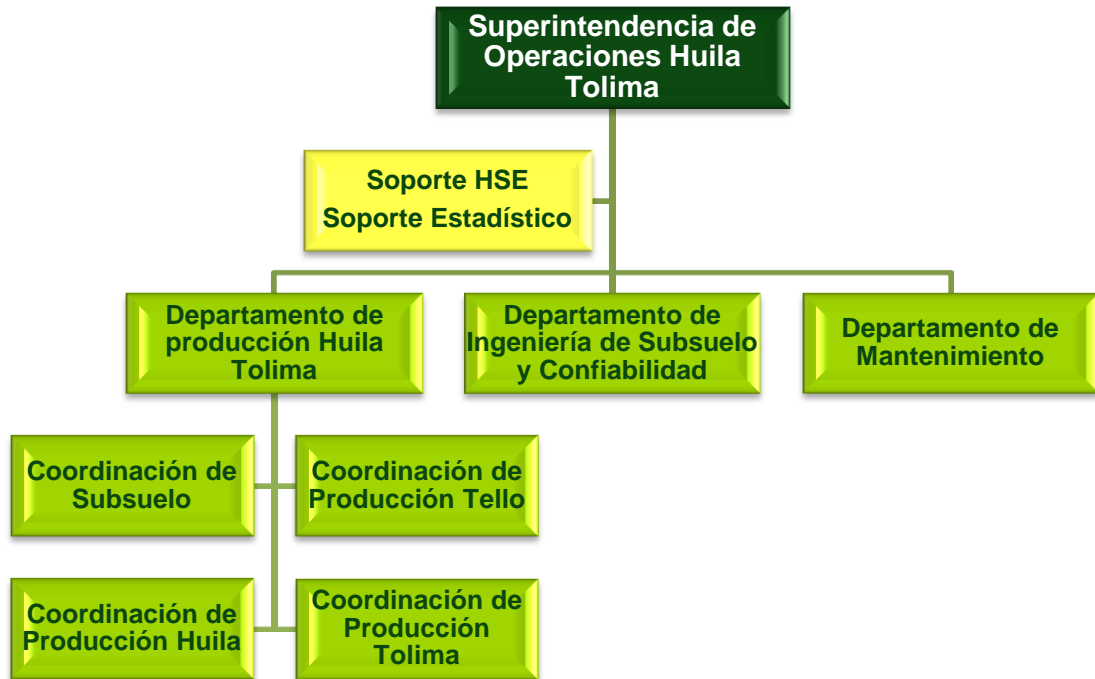 Superintendencia de
Operaciones Huila
Tolima
Soporte HSE
Soporte Estadístico
Departamento de
producción Huila
Tolima
Departamento de
Ingeniería de Subsuelo
y Confiabilidad
Departamento de
Mantenimiento
Coordinación de
Subsuelo
Coordinación de
Producción Tello
Coordinación de
Producción Huila
Coordinación de
Producción
Tolima